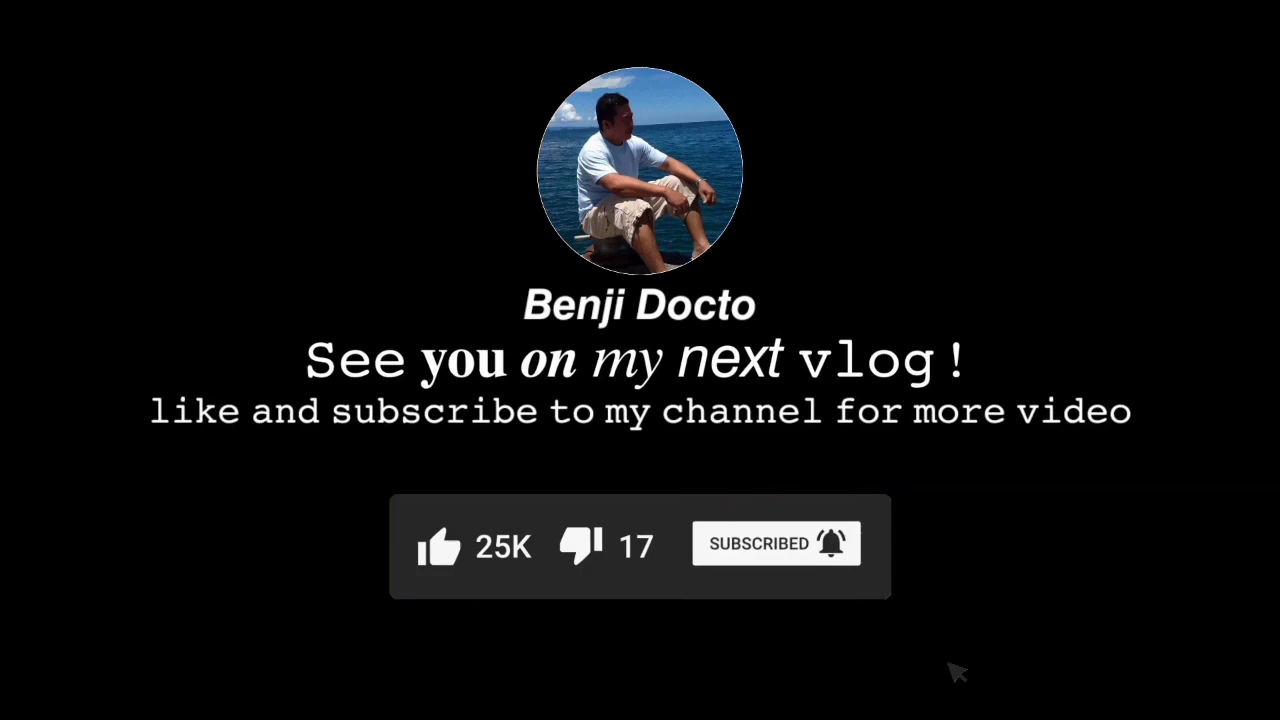 Benji Docto
See you on my next vlog !
like and subscribe to my channel for more video
25K 17 SUBSCRIBED